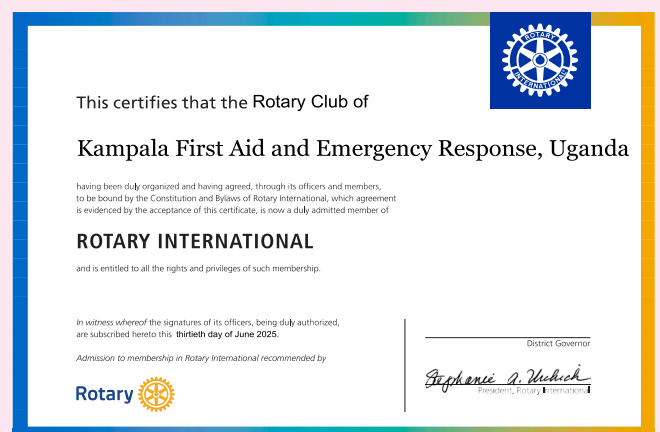 ROTARY
INTERNATIONAL
This certifies that the Rotary Club of
Kampala First Aid and Emergency Response, Uganda
having been duly organized and having agreed, through its officers and members,
to be bound by the Constitution and Bylaws of Rotary International, which agreement
is evidenced by the acceptance of this certificate, is now a duly admitted member of
ROTARY INTERNATIONAL
and is entitled to all the rights and privileges of such membership.
In witness whereof the signatures of its officers, being duly authorized,
are subscribed hereto this thirtieth day of June 2025.
Admission to membership in Rotary International recommended by
Rotary
District Governor
Stephanie A. Urchick
President, Rotary International